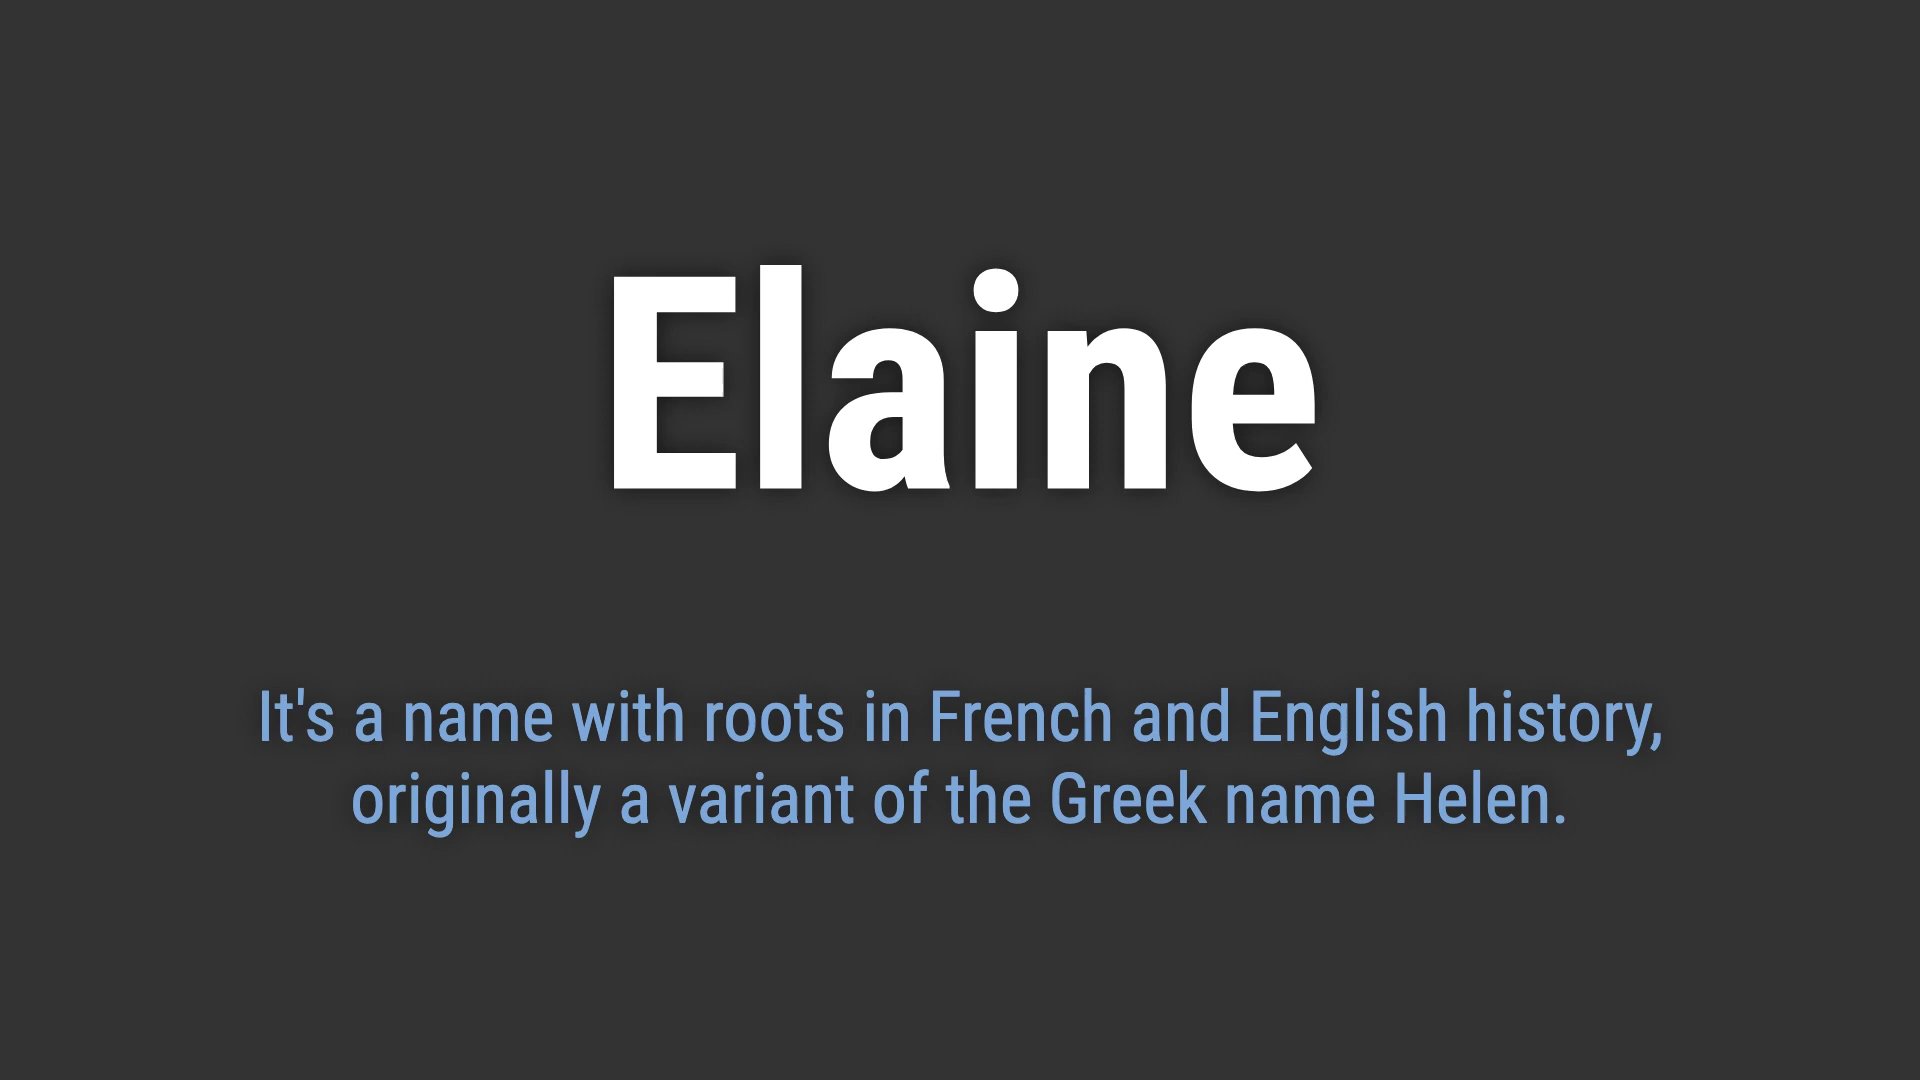 Elaine
It's a name with roots in French and English history,
originally a variant of the Greek name Helen.